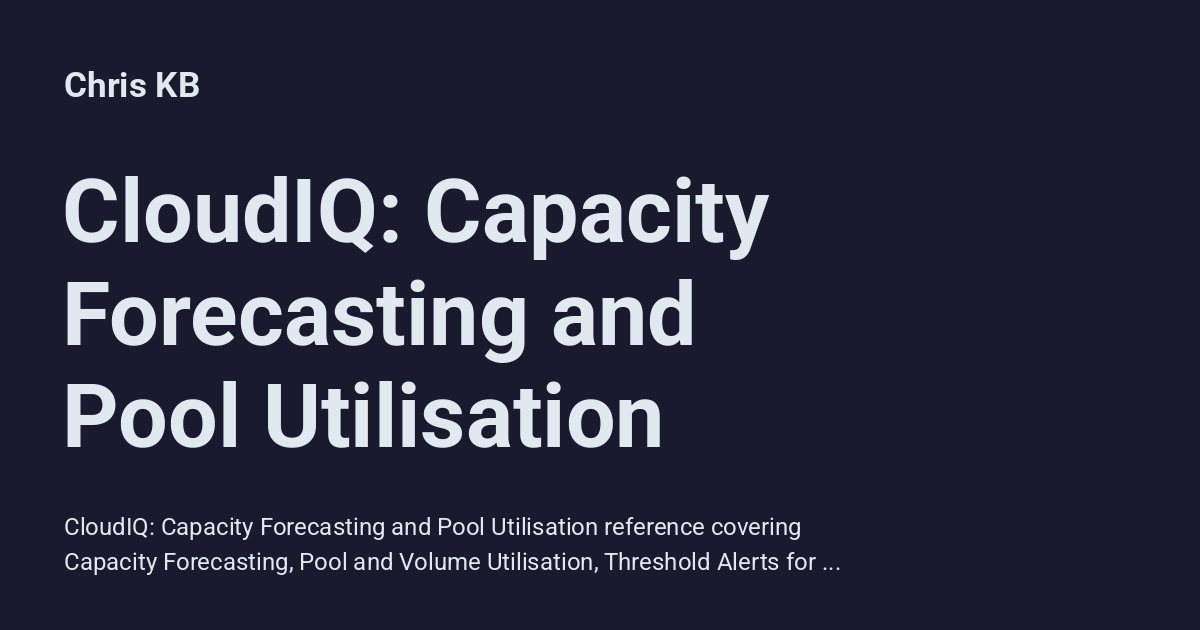 Chris KB
CloudIQ: Capacity
Forecasting and
Pool Utilisation
CloudIQ: Capacity Forecasting and Pool Utilisation reference covering
Capacity Forecasting, Pool and Volume Utilisation, Threshold Alerts for ...